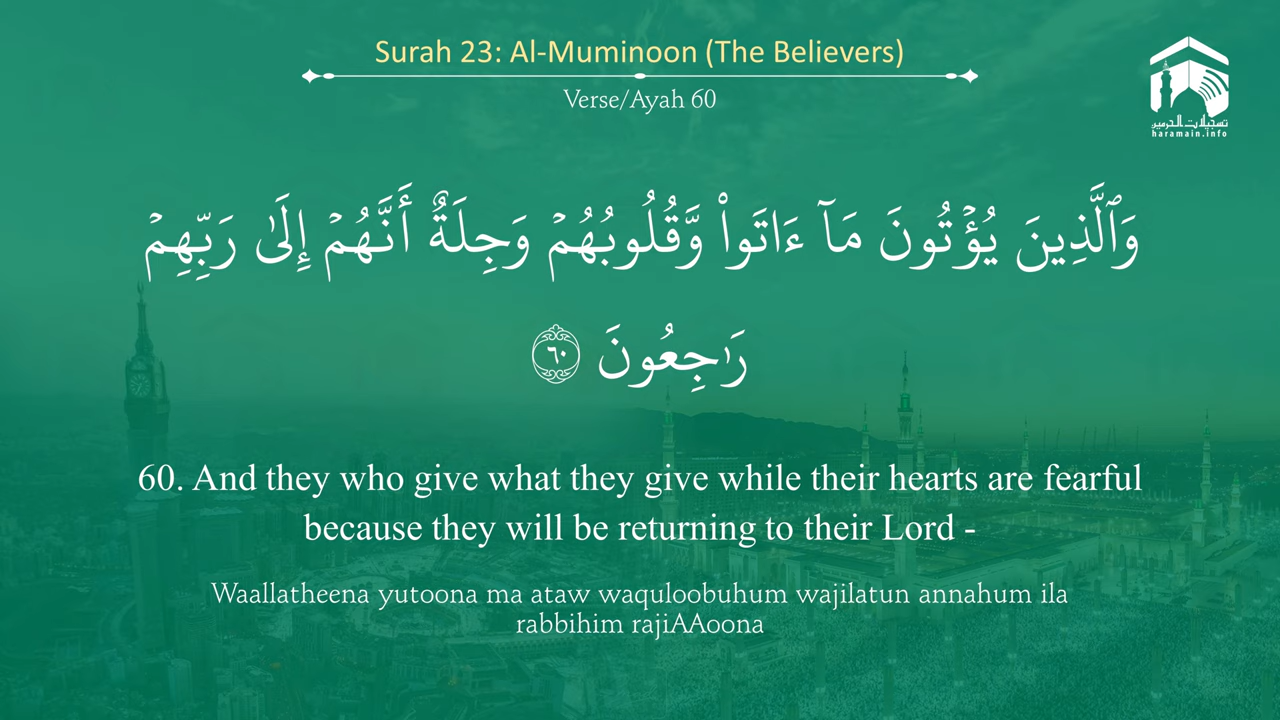 Surah 23: Al-Muminoon (The Believers)
Verse/Ayah 60
تسجيلات الحرمين
haramain.info
وَٱلَّذِينَ يُؤۡتُونَ مَآ ءَاتَواْ وَّقُلُوبُهُمۡ وَجِلَةٌ أَنَّهُمۡ إِلَىٰ رَبِّهِمۡ
رَٰجِعُونَ ٦٠
60. And they who give what they give while their hearts are fearful
because they will be returning to their Lord -
Waallatheena yutoona ma ataw waquloobuhum wajilatun annahum ila
rabbihim rajiAAoona